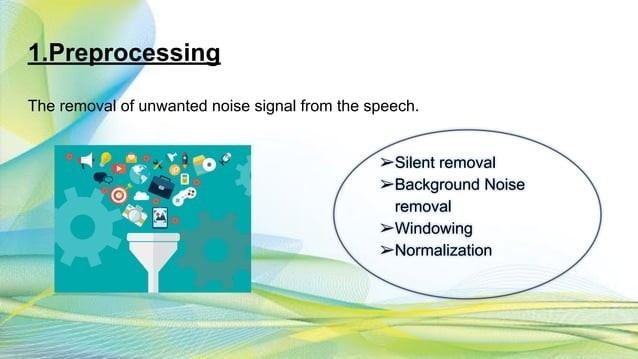 1.Preprocessing
The removal of unwanted noise signal from the speech.
➢Silent removal
➢Background Noise
removal
➢Windowing
➢Normalization